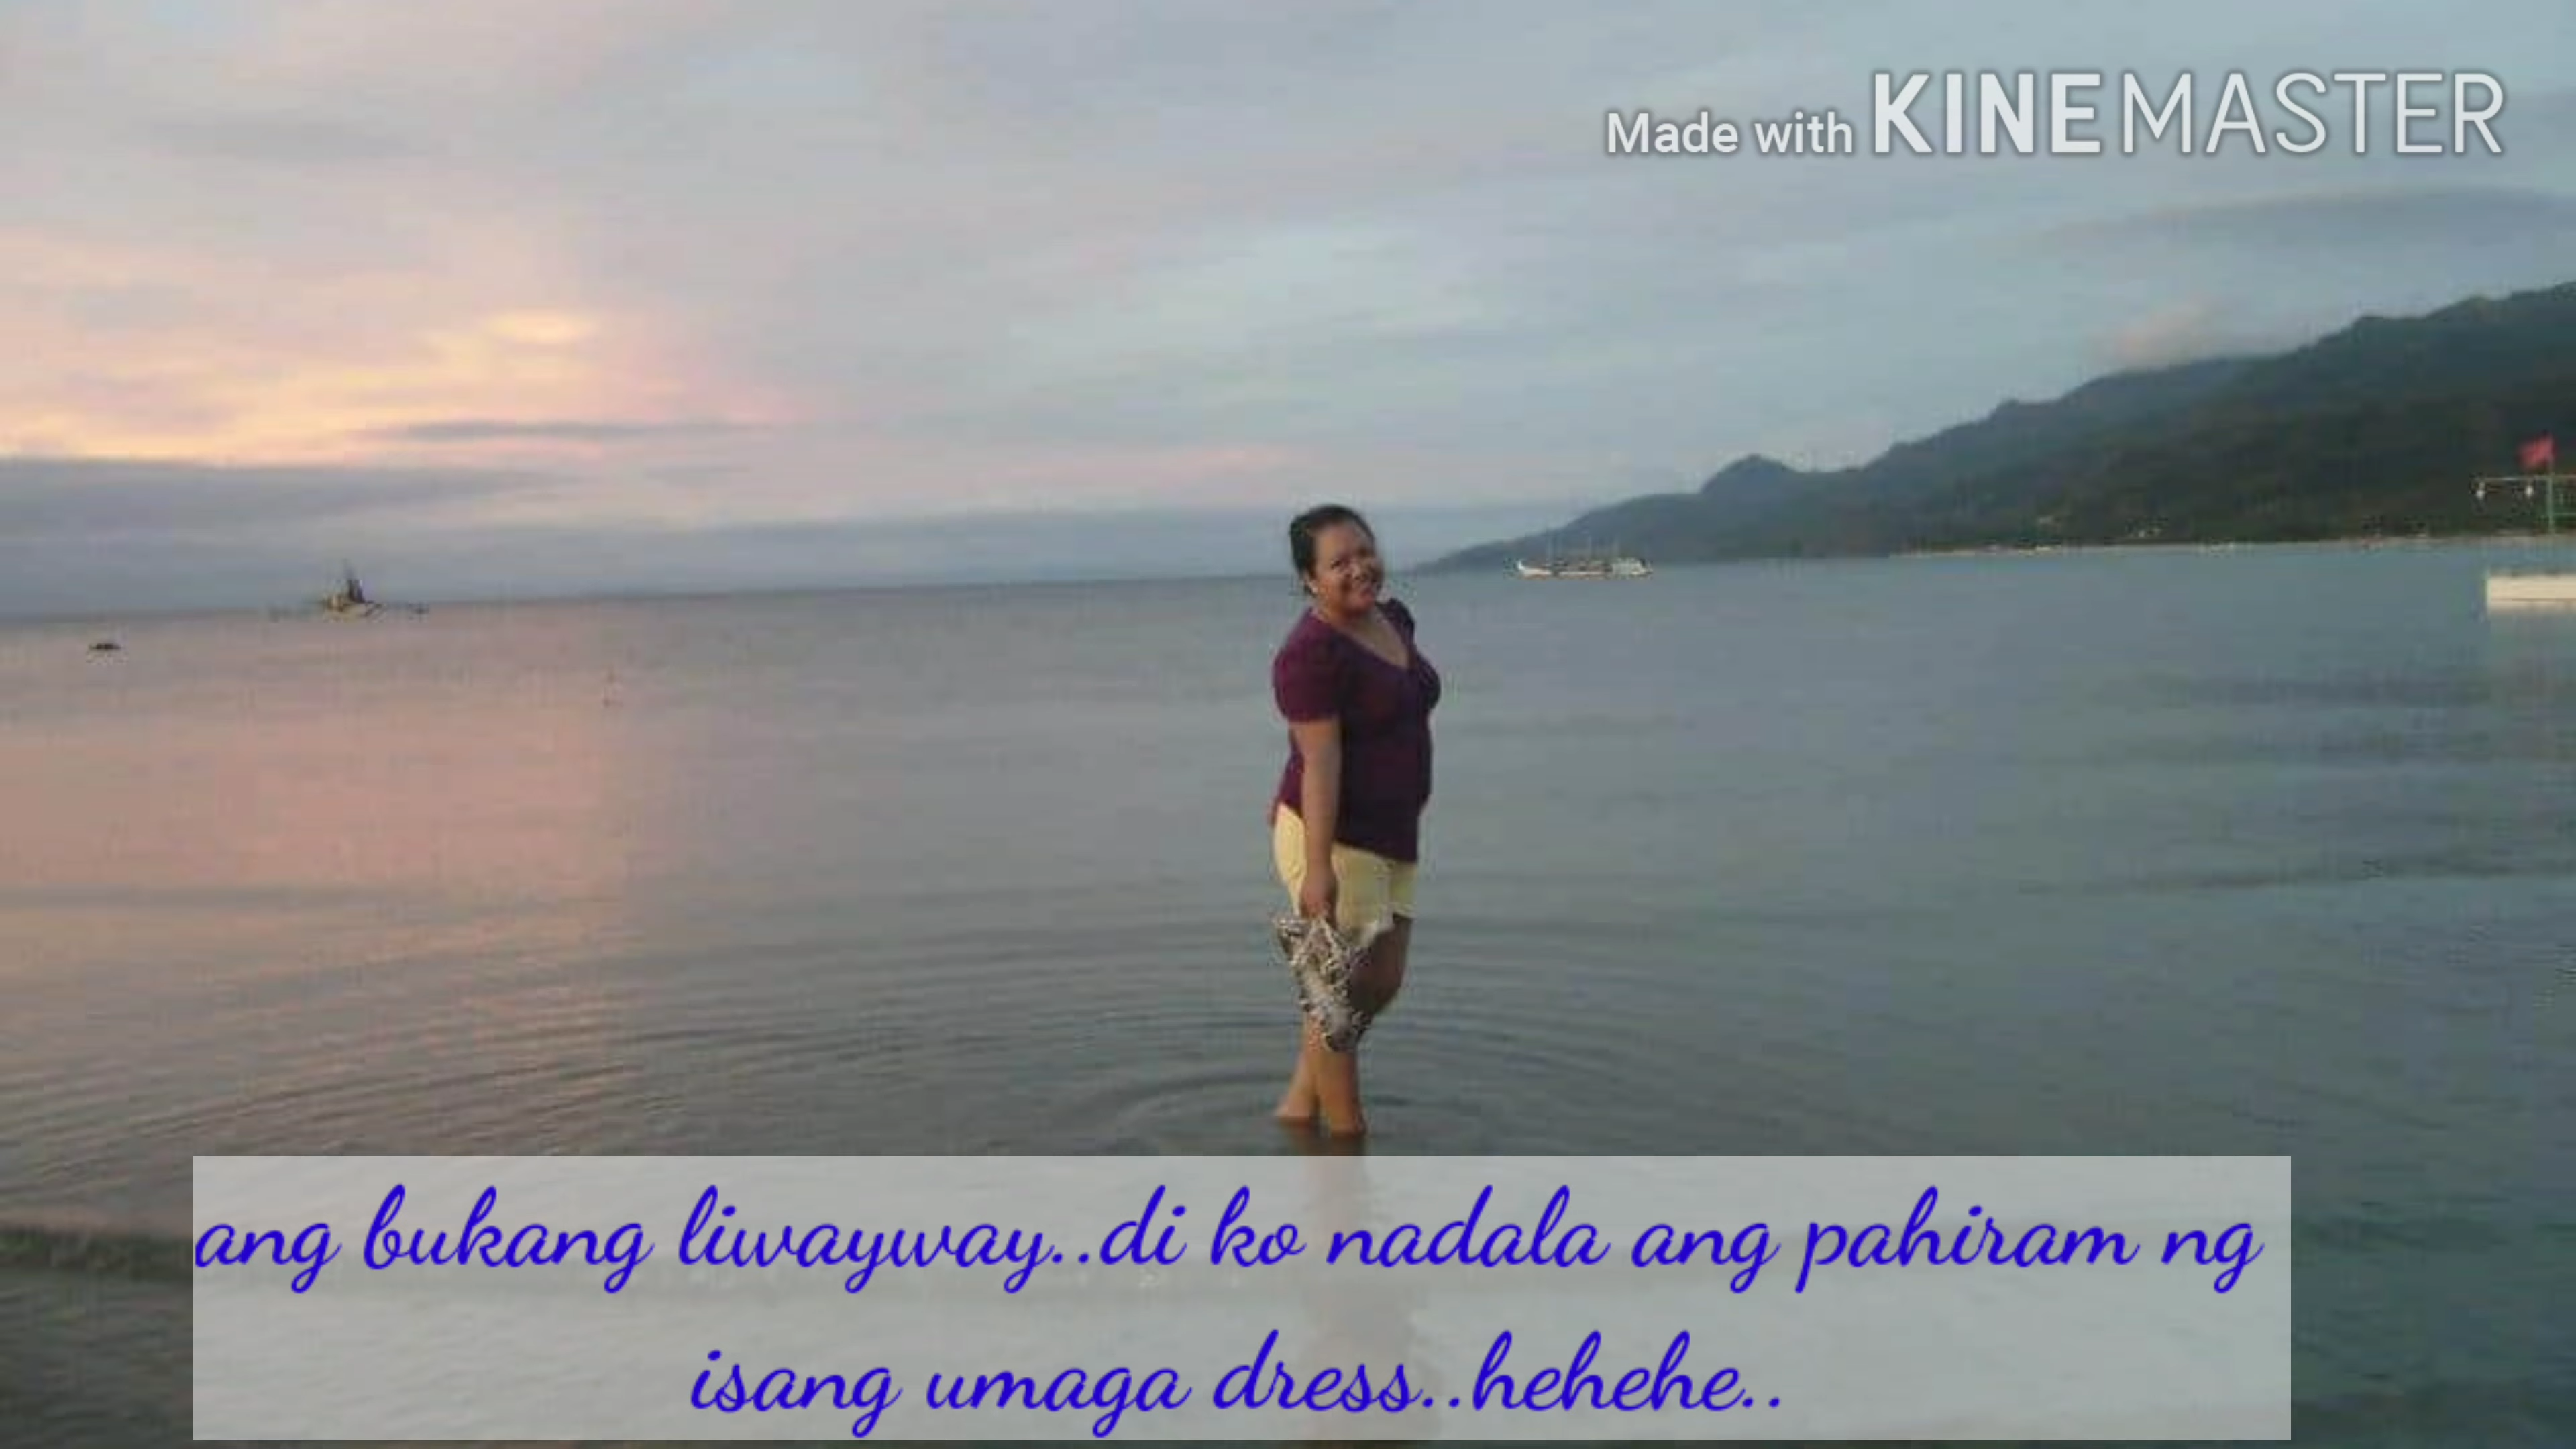 Made with KINEMASTER
ang bukang liwayway..di ko nadala ang pahiram ng
isang umaga dress..hehehe..